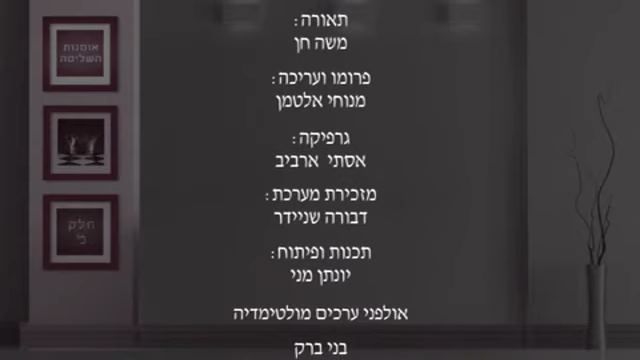 תאורה:
משה חן
פרומו ועריכה:
מנוחי אלטמן
גרפיקה:
אסתי ארביב
מזכירת מערכת:
דבורה שניידר
תכנות ופיתוח:
יונתן מני
אולפני ערכים מולטימדיה
בני ברק
אומנות
השליטה
חלק
כ'